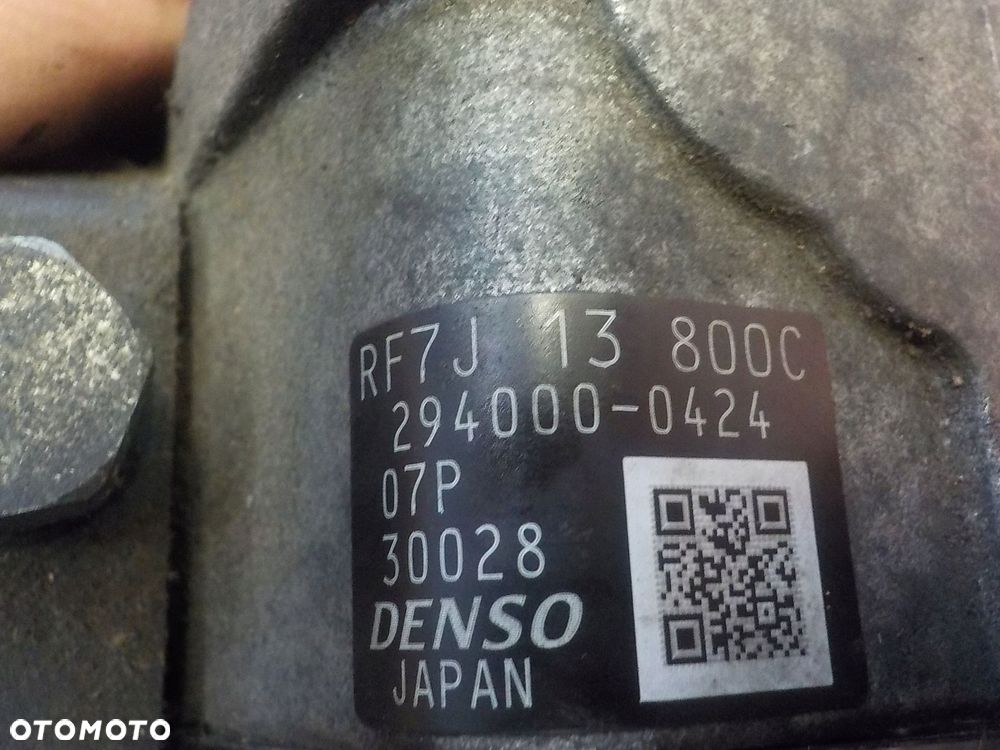 RF7J 13 800C
294000-0424
07P
30028
DENSO
JAPAN
OTOMOTO